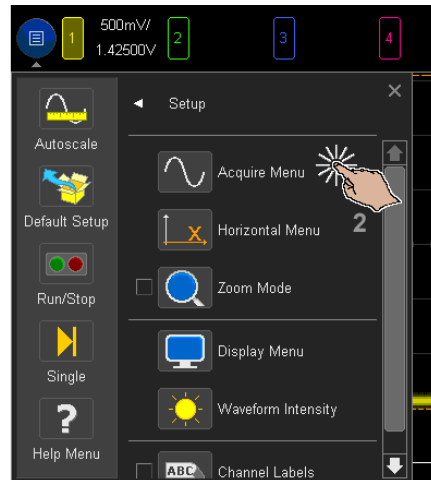 500mV/
1
1.42500V
2
3
4
Setup
Autoscale
Default Setup
Run/Stop
Single
Help Menu
Acquire Menu
2
Horizontal Menu
X
Zoom Mode
Display Menu
Waveform Intensity
ABC
Channel Labels
?